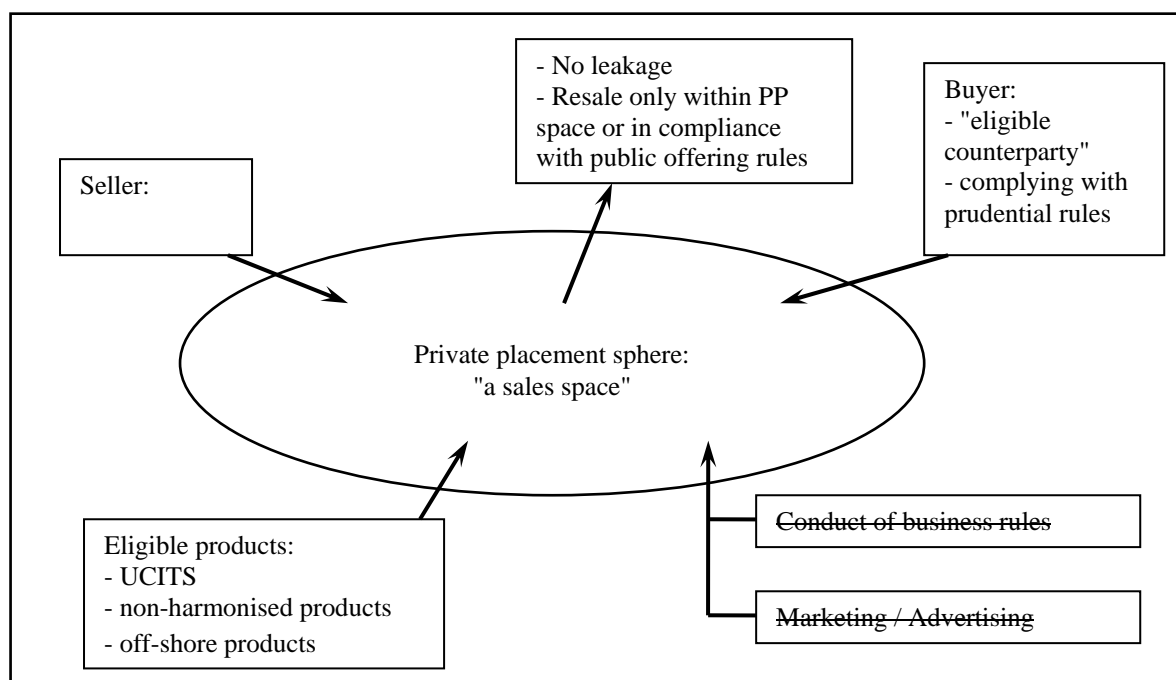 - No leakage
- Resale only within PP
space or in compliance
with public offering rules
Buyer:
- "eligible
counterparty"
- complying with
prudential rules
Seller:
Private placement sphere:
"a sales space"
Eligible products:
- UCITS
- non-harmonised products
- off-shore products
Conduct of business rules
Marketing / Advertising